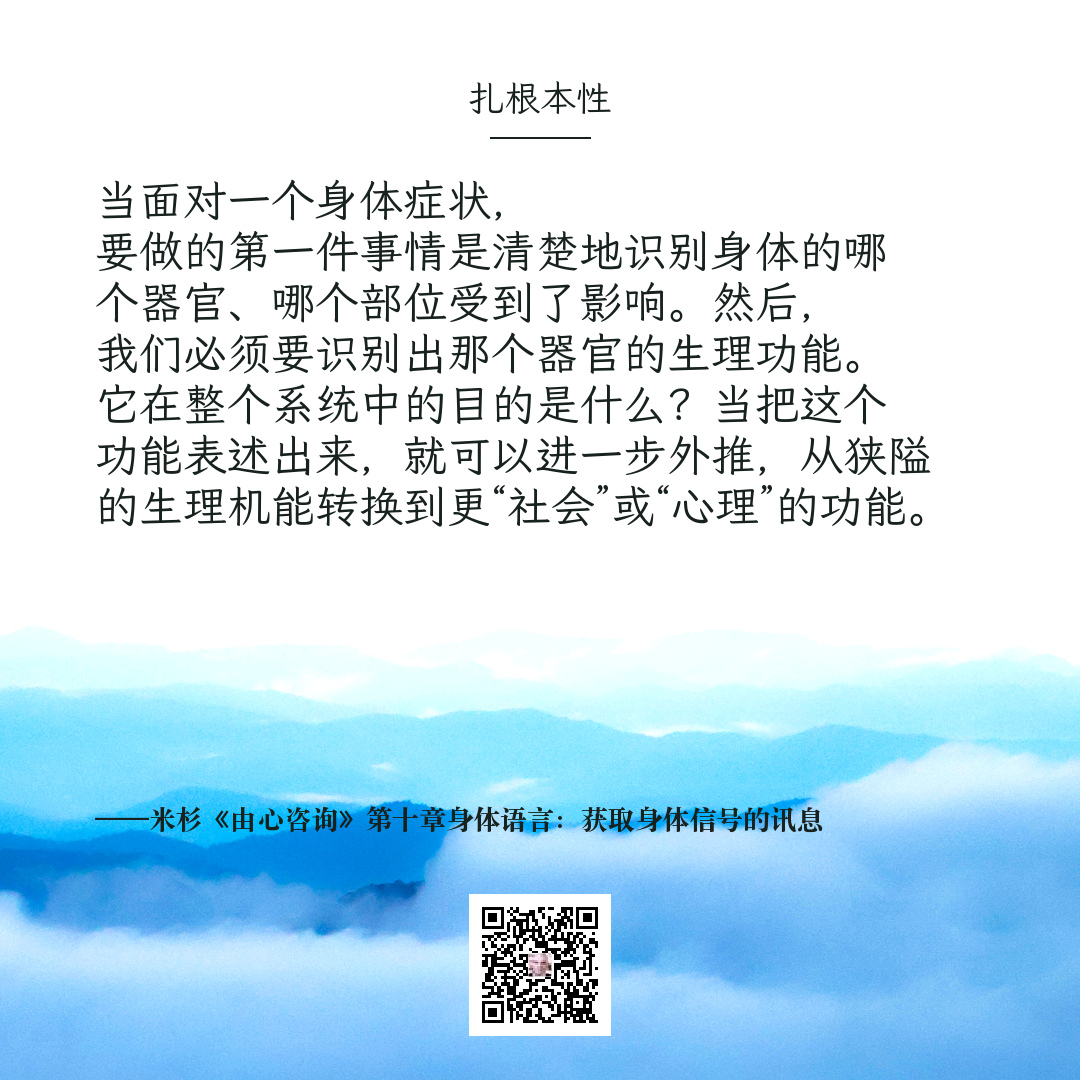 扎根本性
当面对一个身体症状，
要做的第一件事情是清楚地识别身体的哪
个器官、哪个部位受到了影响。然后，
我们必须要识别出那个器官的生理功能。
它在整个系统中的目的是什么？当把这个
功能表述出来，就可以进一步外推，从狭隘
的生理机能转换到更“社会”或“心理”的功能。
——米杉《由心咨询》第十章身体语言：获取身体信号的讯息